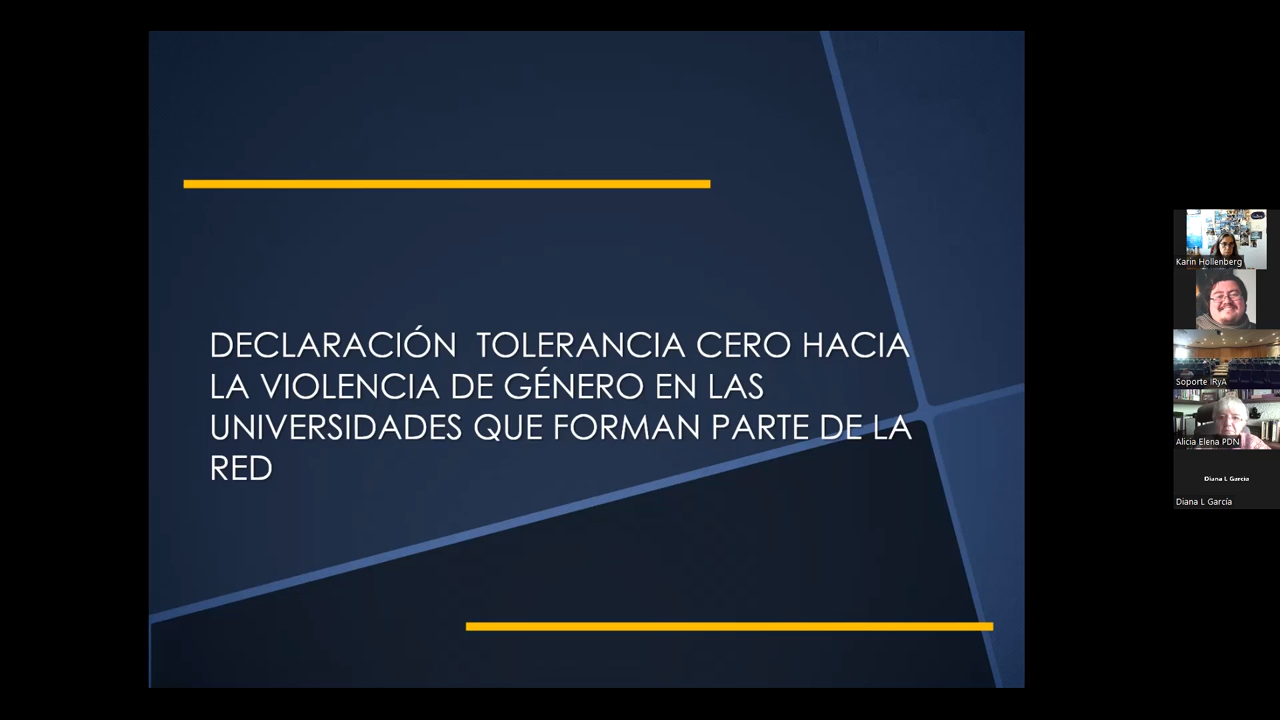 DECLARACIÓN  TOLERANCIA CERO HACIA
LA VIOLENCIA DE GÉNERO EN LAS
UNIVERSIDADES QUE FORMAN PARTE DE LA
RED
Karin Hollenberg
Soporte IRyA
Alicia Elena PDN
Diana L García
Diana L García